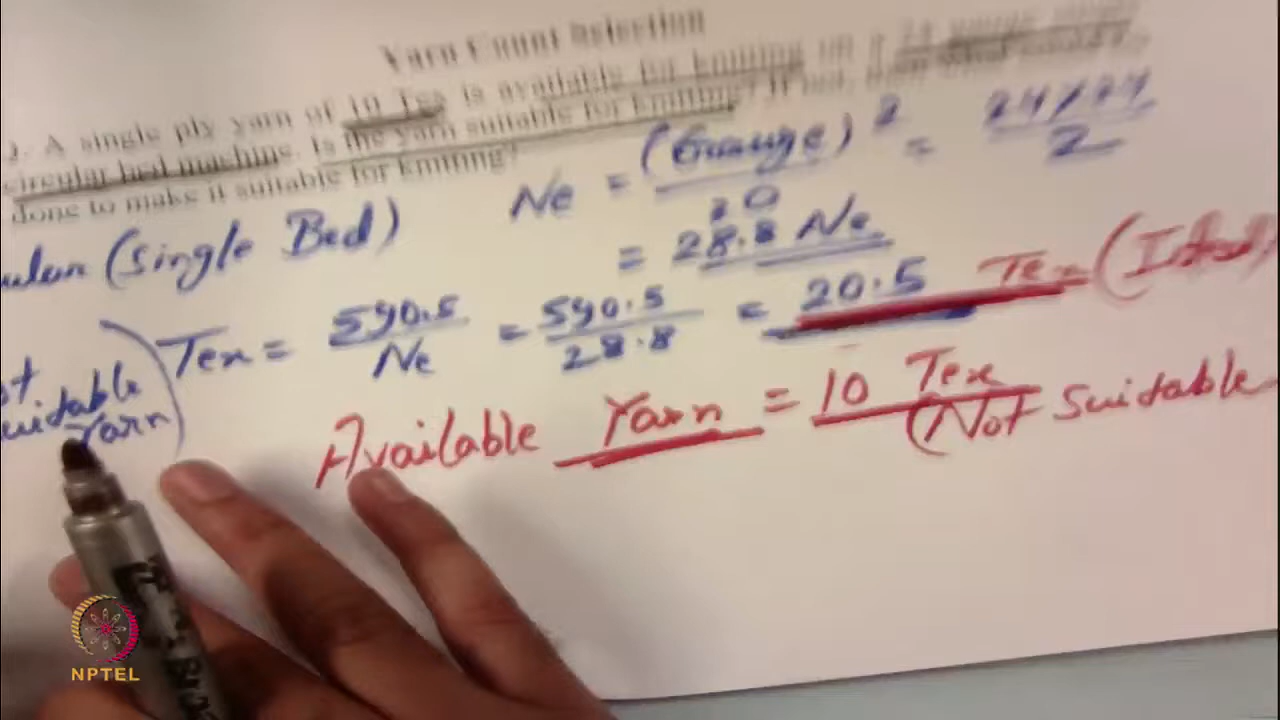 Yarn Count Selection
A single ply yarn of 10 Tex is available for knitting on a 24 gauge
circular bed machine. Is the yarn suitable for knitting? If not,
done to make it suitable for knitting?
(Single Bed) Ne = (Gauge)² / 20 = 24 / 2
= 28.8 Ne
Tex = 590.5 / Ne = 590.5 / 28.8 = 20.5 Tex
Yarn
Available Yarn = 10 Tex
(Not Suitable
NPTEL